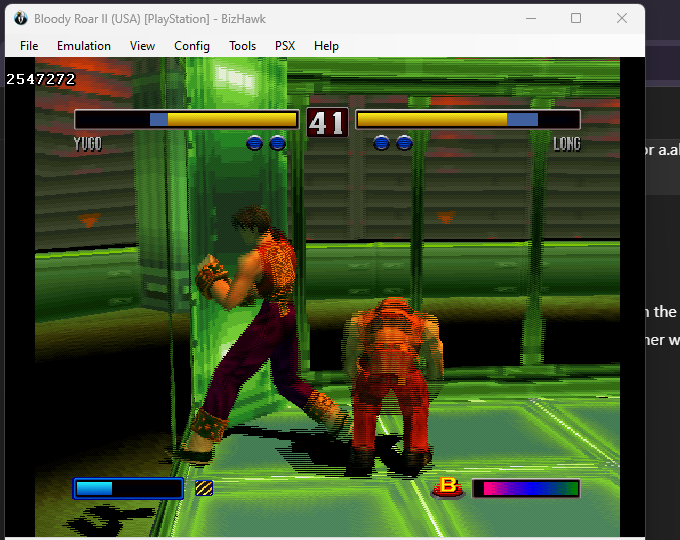 Bloody Roar II (USA) [PlayStation] - BizHawk
File Emulation View Config Tools PSX Help
2547272
or a.al
41
YUGO LONG
n the
ner w
B